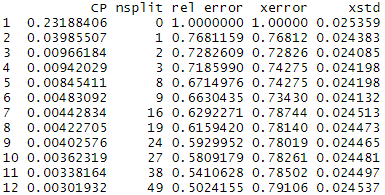 CP nsplit rel error xerror xstd
1 0.23188406 0 1.0000000 1.00000 0.025359
2 0.03985507 1 0.7681159 0.76812 0.024383
3 0.00966184 2 0.7282609 0.72826 0.024085
4 0.00942029 3 0.7185990 0.74275 0.024198
5 0.00845411 8 0.6714976 0.74275 0.024198
6 0.00483092 9 0.6630435 0.73430 0.024132
7 0.00442834 16 0.6292271 0.78744 0.024513
8 0.00422705 19 0.6159420 0.78140 0.024473
9 0.00402576 24 0.5929952 0.78019 0.024465
10 0.00362319 27 0.5809179 0.78261 0.024481
11 0.00338164 38 0.5410628 0.78502 0.024497
12 0.00301932 49 0.5024155 0.79106 0.024537